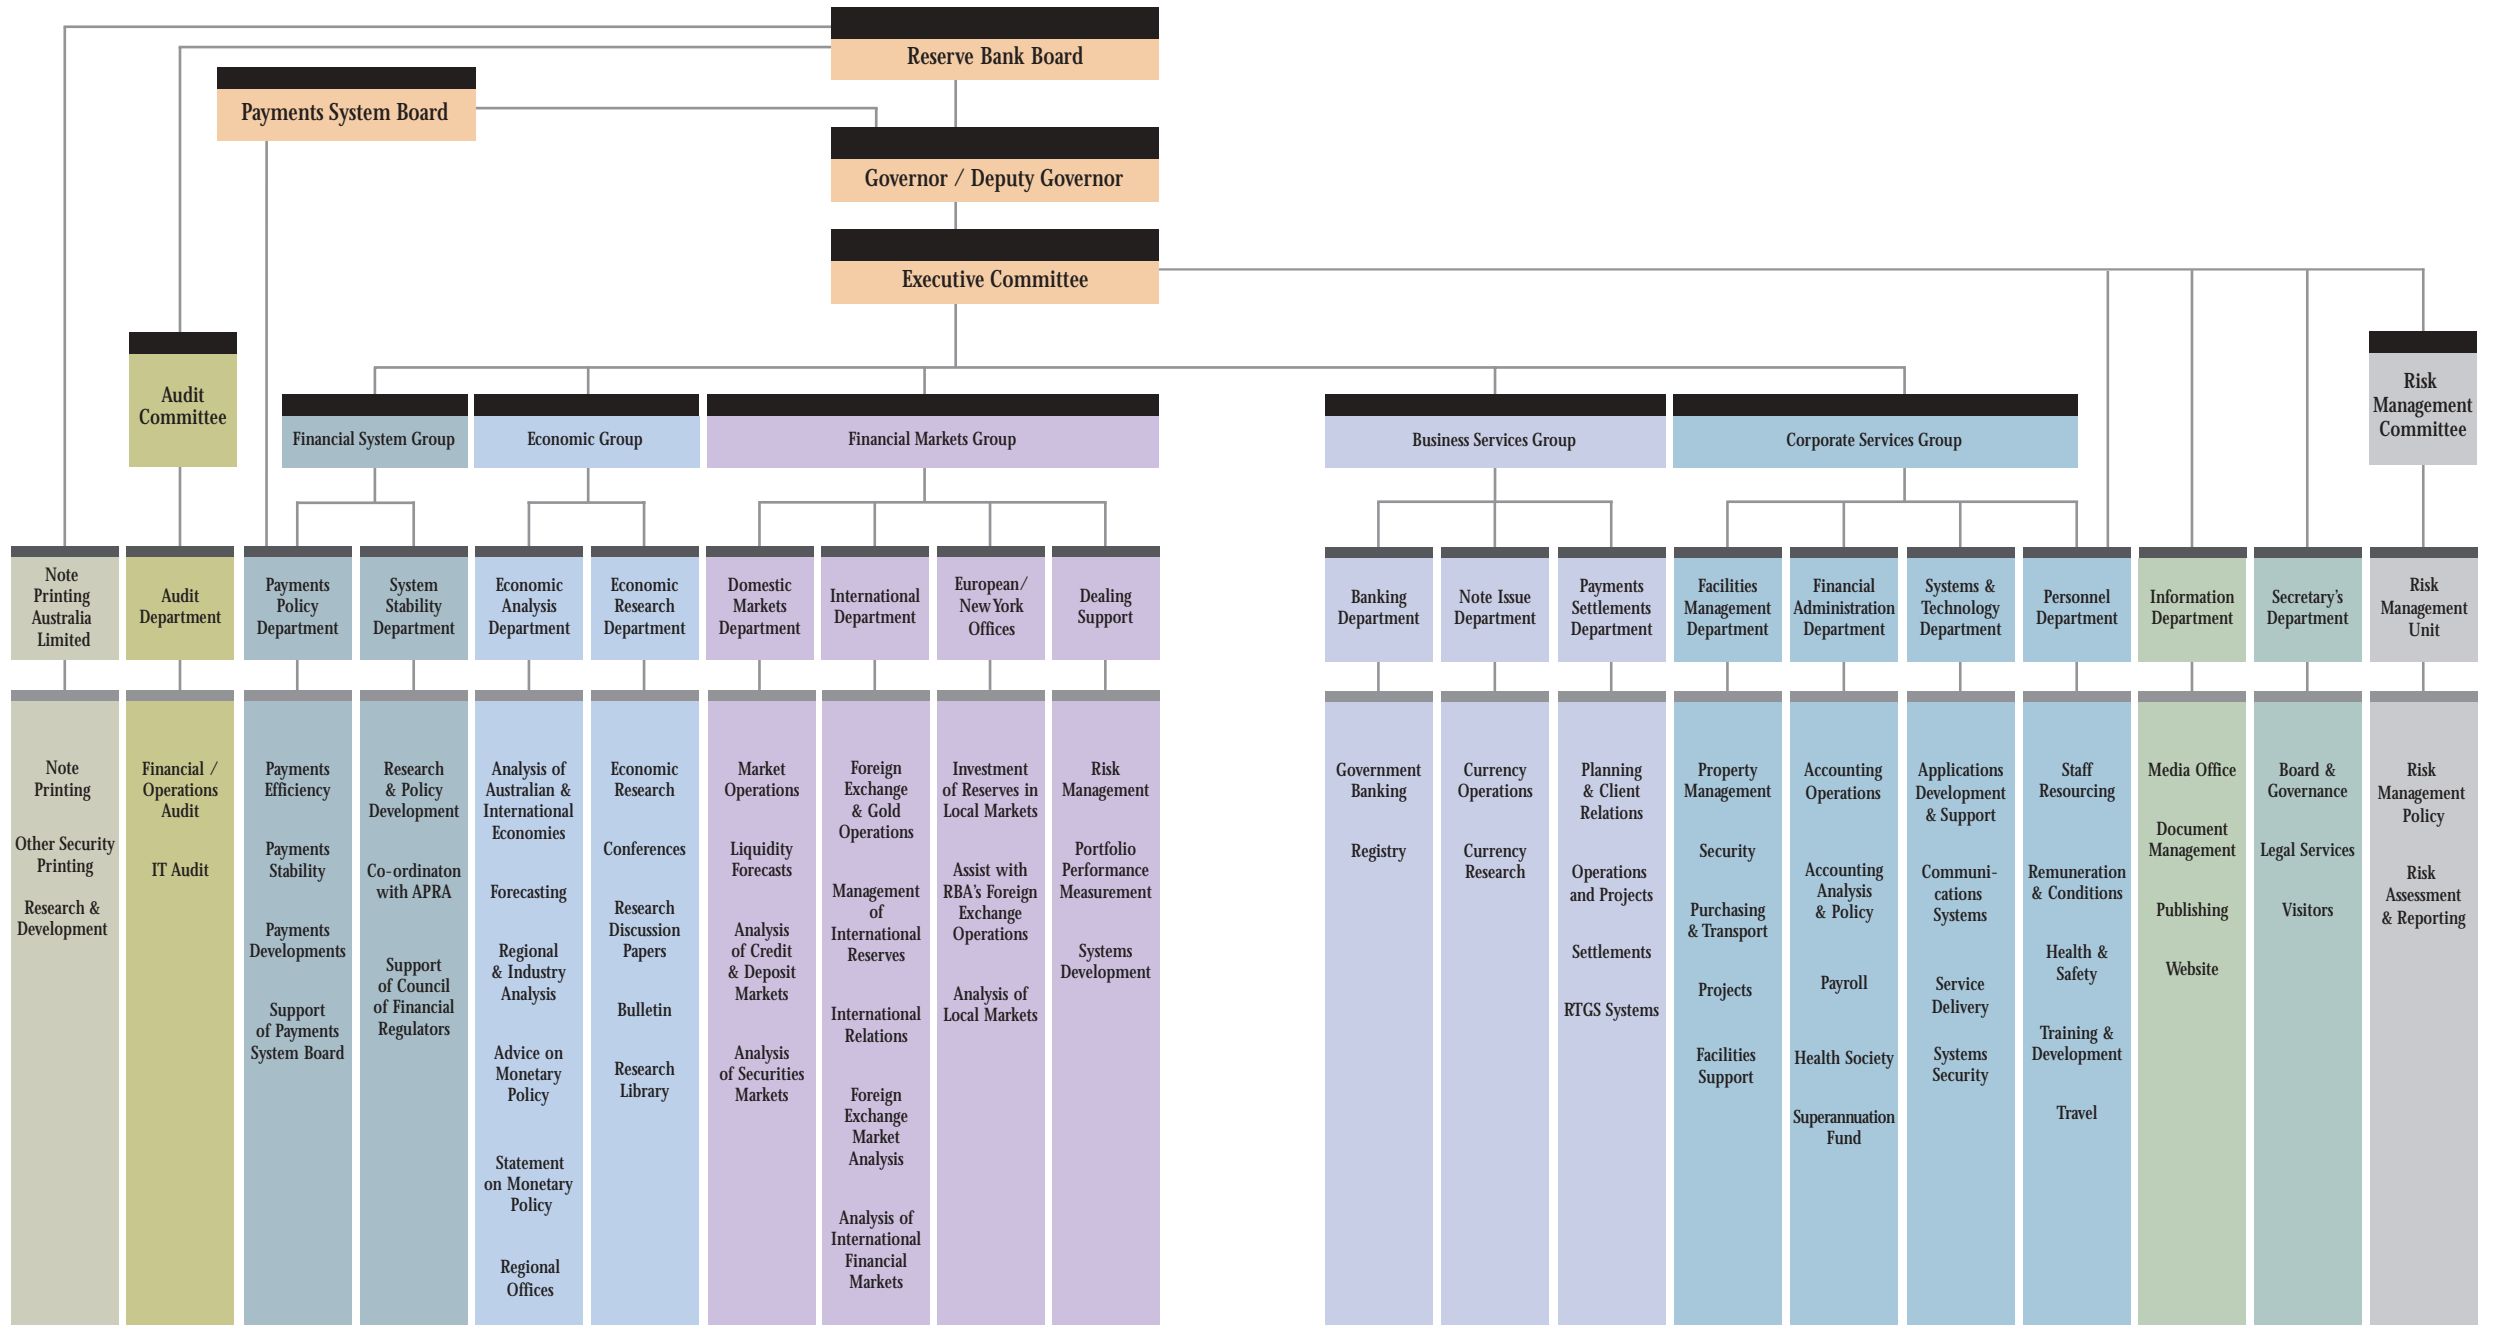 Reserve Bank Board
Payments System Board
Governor / Deputy Governor
Executive Committee
Audit
Committee
Risk
Management
Committee
Financial System Group
Economic Group
Financial Markets Group
Business Services Group
Corporate Services Group
Note
Printing
Australia
Limited
Audit
Department
Payments
Policy
Department
System
Stability
Department
Economic
Analysis
Department
Economic
Research
Department
Domestic
Markets
Department
International
Department
European/
New York
Offices
Dealing
Support
Banking
Department
Note Issue
Department
Payments
Settlements
Department
Facilities
Management
Department
Financial
Administration
Department
Systems &
Technology
Department
Personnel
Department
Information
Department
Secretary's
Department
Risk
Management
Unit
Note
Printing
Other Security
Printing
Research &
Development
Financial /
Operations
Audit
IT Audit
Payments
Efficiency
Payments
Stability
Payments
Developments
Support
of Payments
System Board
Research
& Policy
Development
Co-ordinaton
with APRA
Support
of Council
of Financial
Regulators
Analysis of
Australian &
International
Economies
Forecasting
Regional
& Industry
Analysis
Advice on
Monetary
Policy
Statement
on Monetary
Policy
Regional
Offices
Economic
Research
Conferences
Research
Discussion
Papers
Bulletin
Research
Library
Market
Operations
Liquidity
Forecasts
Analysis
of Credit
& Deposit
Markets
Analysis
of Securities
Markets
Foreign
Exchange
& Gold
Operations
Management
of
International
Reserves
International
Relations
Foreign
Exchange
Market
Analysis
Analysis of
International
Financial
Markets
Investment
of Reserves in
Local Markets
Assist with
RBA's Foreign
Exchange
Operations
Analysis of
Local Markets
Risk
Management
Portfolio
Performance
Measurement
Systems
Development
Government
Banking
Registry
Currency
Operations
Currency
Research
Planning
& Client
Relations
Operations
and Projects
Settlements
RTGS Systems
Property
Management
Security
Purchasing
& Transport
Projects
Facilities
Support
Accounting
Operations
Accounting
Analysis
& Policy
Payroll
Health Society
Superannuation
Fund
Applications
Development
& Support
Communi-
cations
Systems
Service
Delivery
Systems
Security
Staff
Resourcing
Remuneration
& Conditions
Health &
Safety
Training &
Development
Travel
Media Office
Document
Management
Publishing
Website
Board &
Governance
Legal Services
Visitors
Risk
Management
Policy
Risk
Assessment
& Reporting